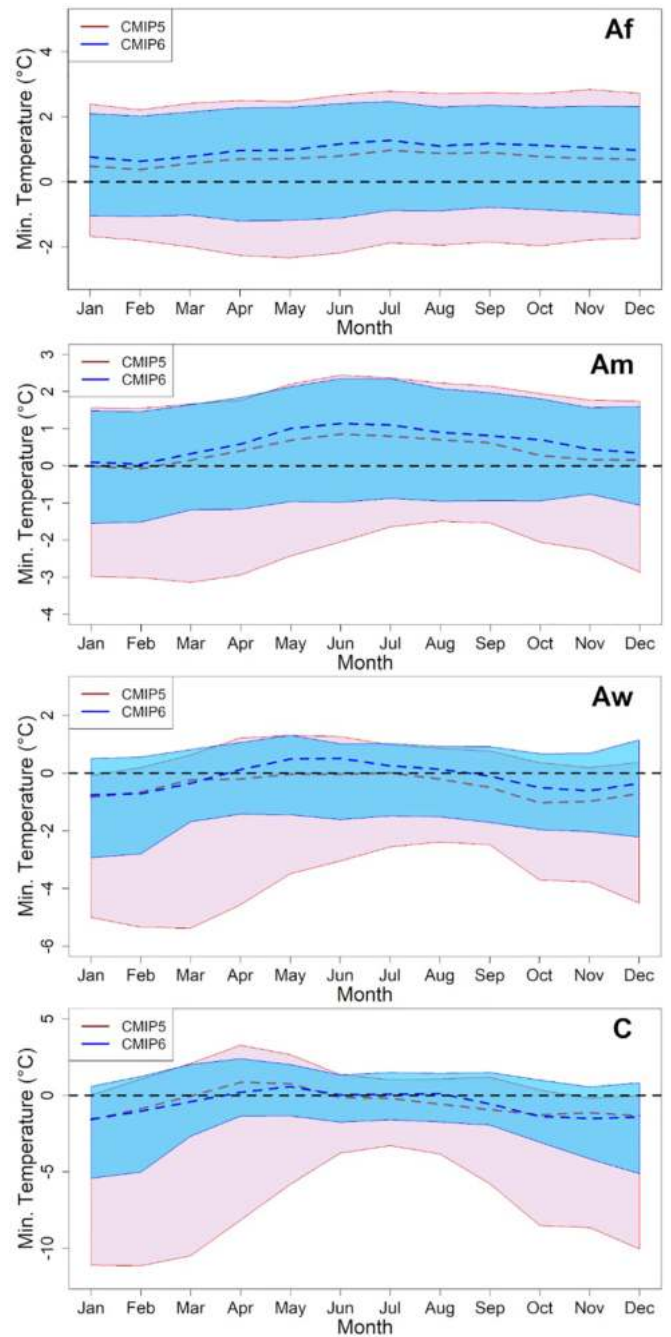 CMIP5
CMIP6
Af
Min. Temperature (°C)
4
2
0
-2
Jan Feb Mar Apr May Jun Jul Aug Sep Oct Nov Dec
Month
CMIP5
CMIP6
Am
Min. Temperature (°C)
3
2
1
0
-1
-2
-3
-4
Jan Feb Mar Apr May Jun Jul Aug Sep Oct Nov Dec
Month
CMIP5
CMIP6
Aw
Min. Temperature (°C)
2
0
-2
-4
-6
Jan Feb Mar Apr May Jun Jul Aug Sep Oct Nov Dec
Month
CMIP5
CMIP6
C
Min. Temperature (°C)
5
0
-5
-10
Jan Feb Mar Apr May Jun Jul Aug Sep Oct Nov Dec
Month